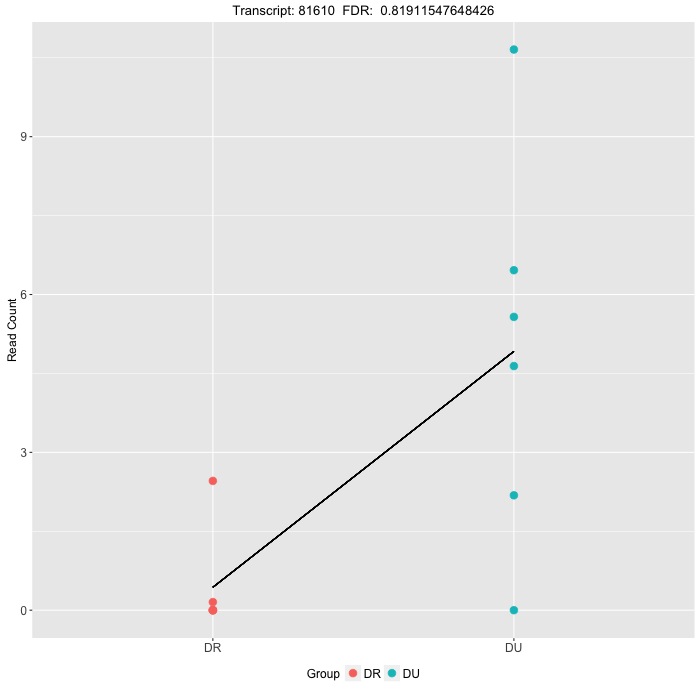 Transcript: 81610  FDR:  0.81911547648426
9
6
3
0
Read Count
DR DU
Group DR DU